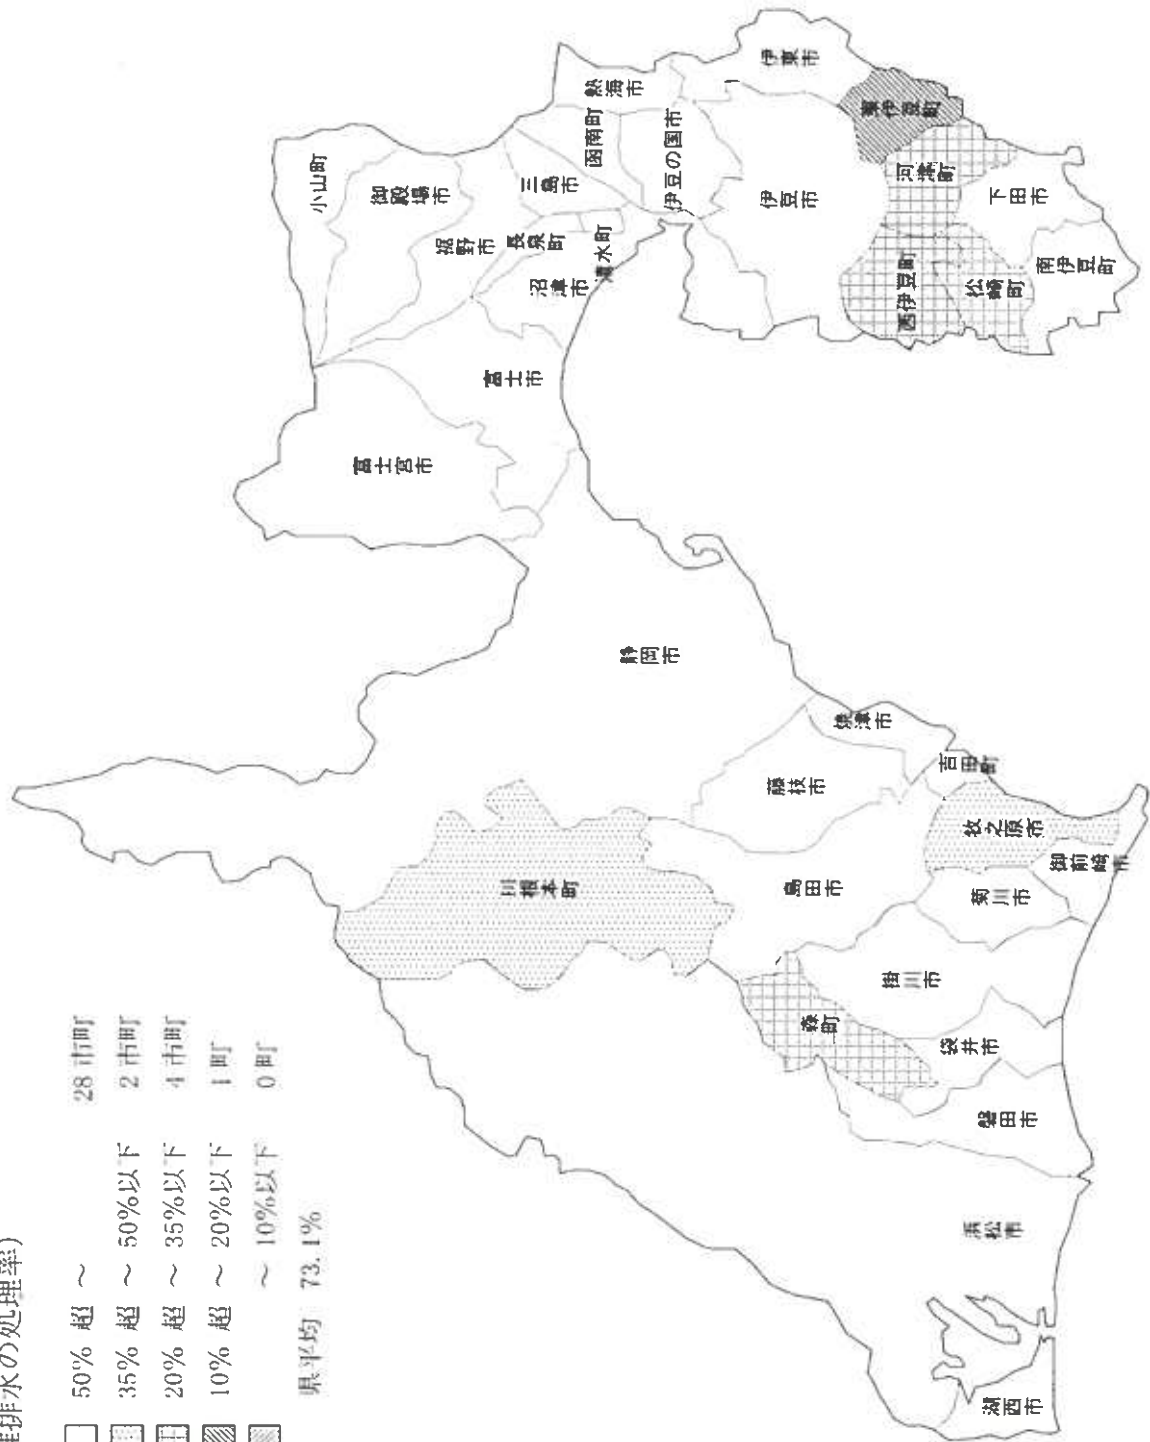 排水の処理率)
50% 超 ～ 28 市町
35% 超 ～ 50%以下 2 市町
20% 超 ～ 35%以下 4 市町
10% 超 ～ 20%以下 1 町
～ 10%以下 0 町
県平均 73.1%
小山町
御殿場市
裾野市
三島市
長泉町
清水町
沼津市
函南町
熱海市
伊豆の国市
伊東市
伊豆市
東伊豆町
河津町
西伊豆町
松崎町
下田市
南伊豆町
富士市
富士宮市
静岡市
焼津市
藤枝市
吉田町
川根本町
島田市
牧之原市
御前崎市
菊川市
掛川市
森町
袋井市
磐田市
浜松市
湖西市